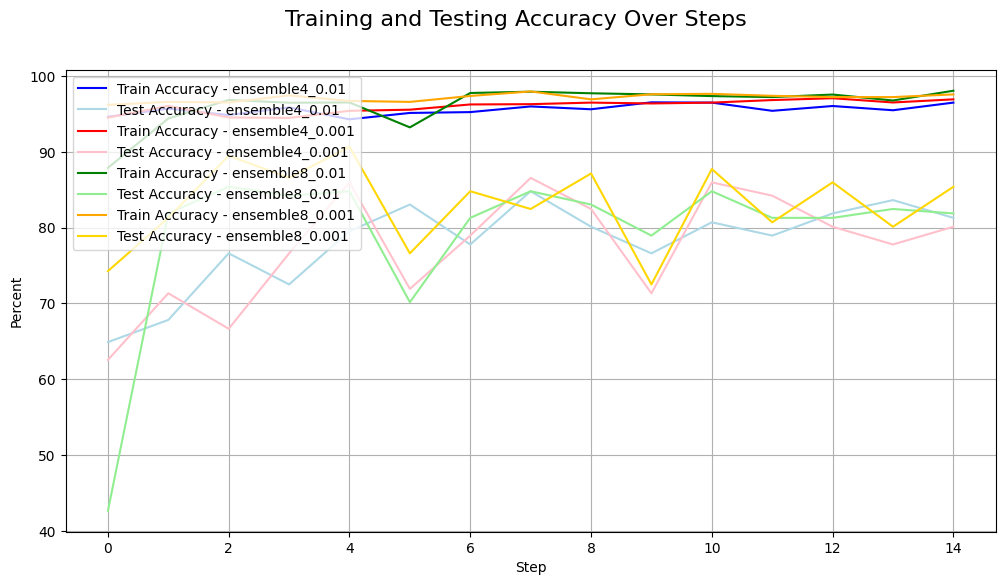 Training and Testing Accuracy Over Steps
100
90
80
70
60
50
40
Percent
Train Accuracy - ensemble4_0.01
Test Accuracy - ensemble4_0.01
Train Accuracy - ensemble4_0.001
Test Accuracy - ensemble4_0.001
Train Accuracy - ensemble8_0.01
Test Accuracy - ensemble8_0.01
Train Accuracy - ensemble8_0.001
Test Accuracy - ensemble8_0.001
0 2 4 6 8 10 12 14
Step